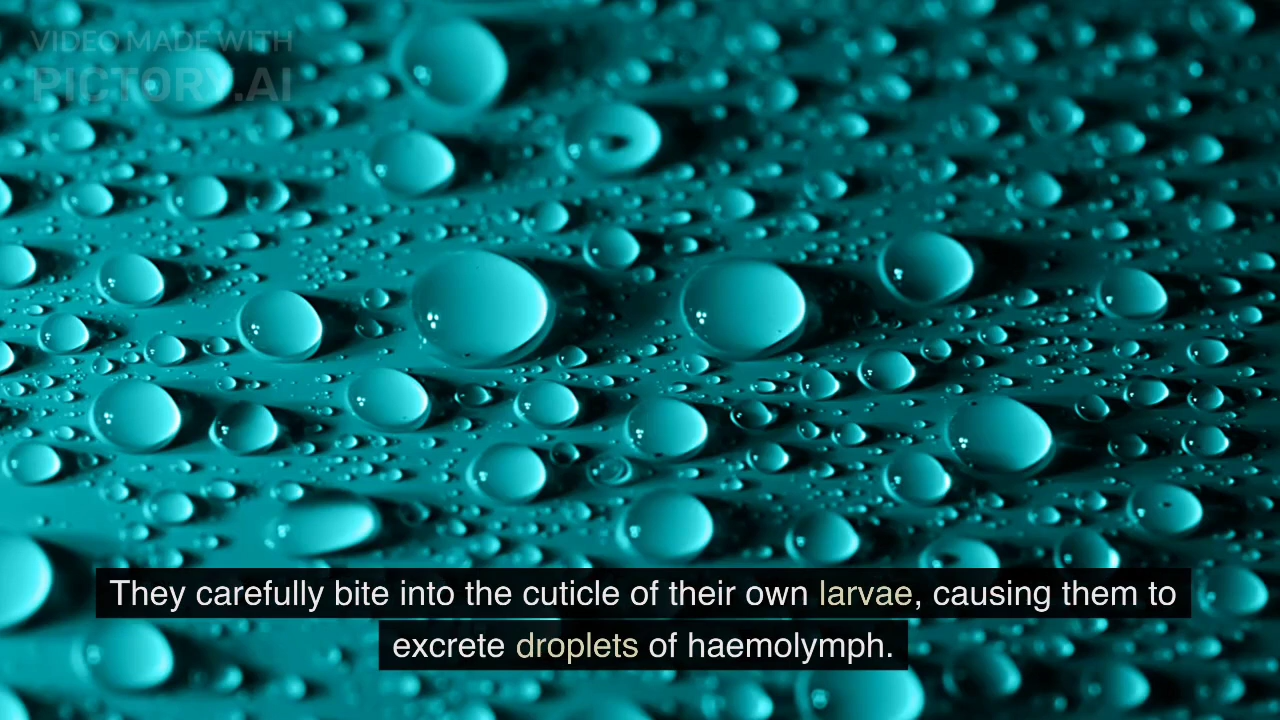 VIDEO MADE WITH
PICTORY.AI
They carefully bite into the cuticle of their own larvae, causing them to
excrete droplets of haemolymph.